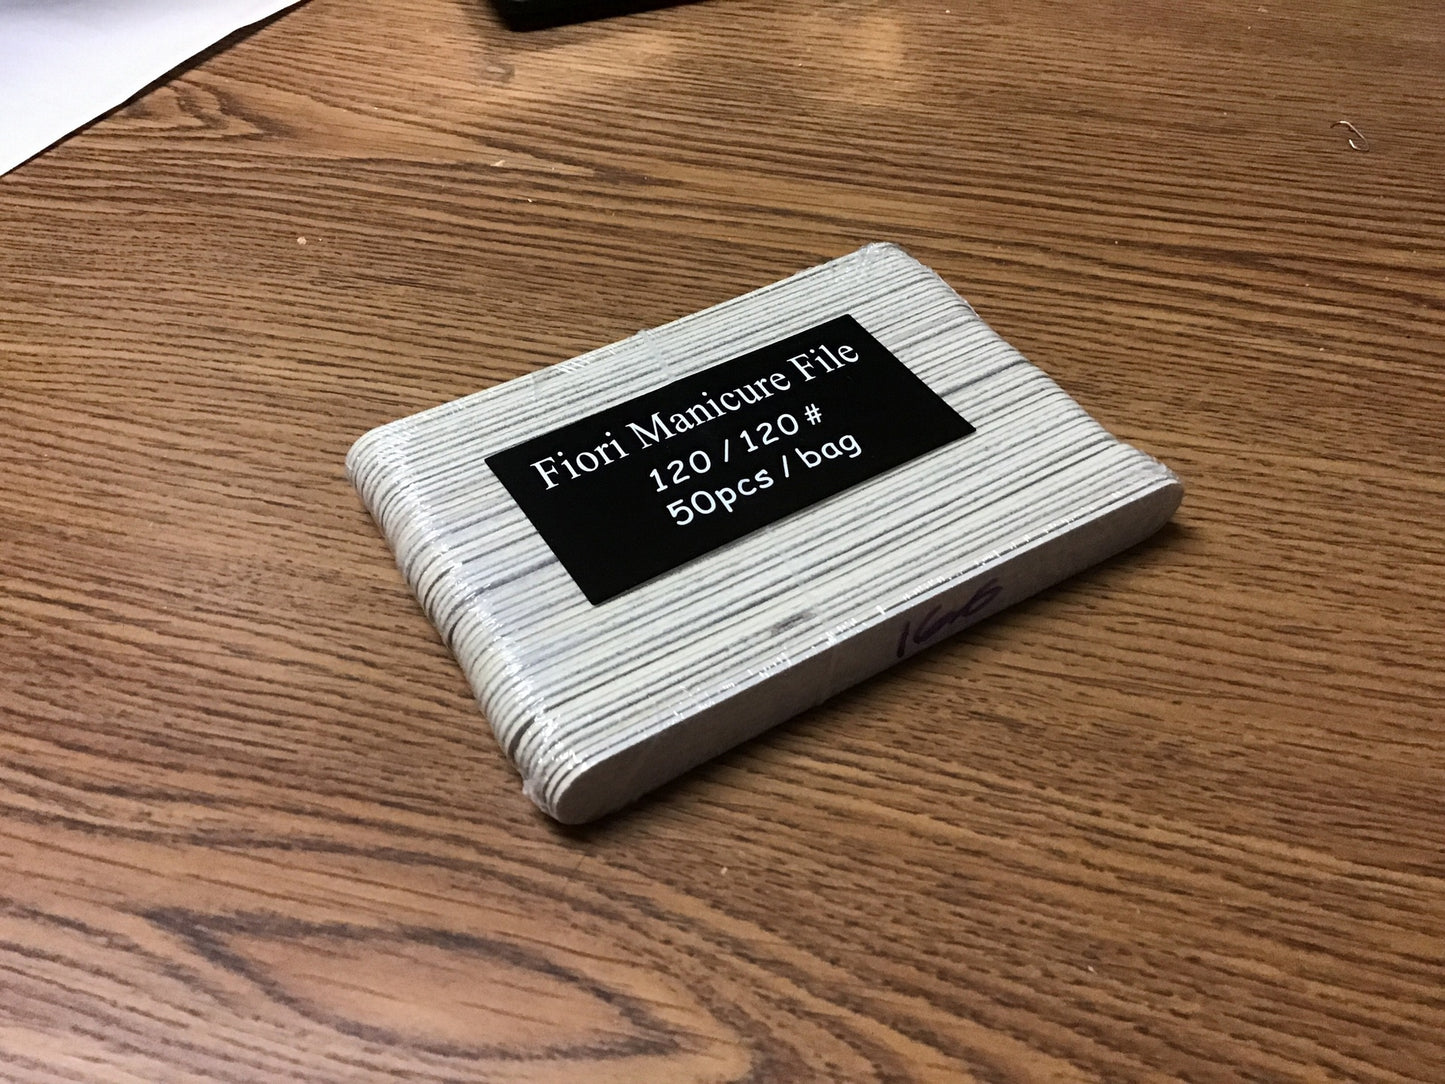 Fiori Manicure File
120 / 120 #
50pcs / bag